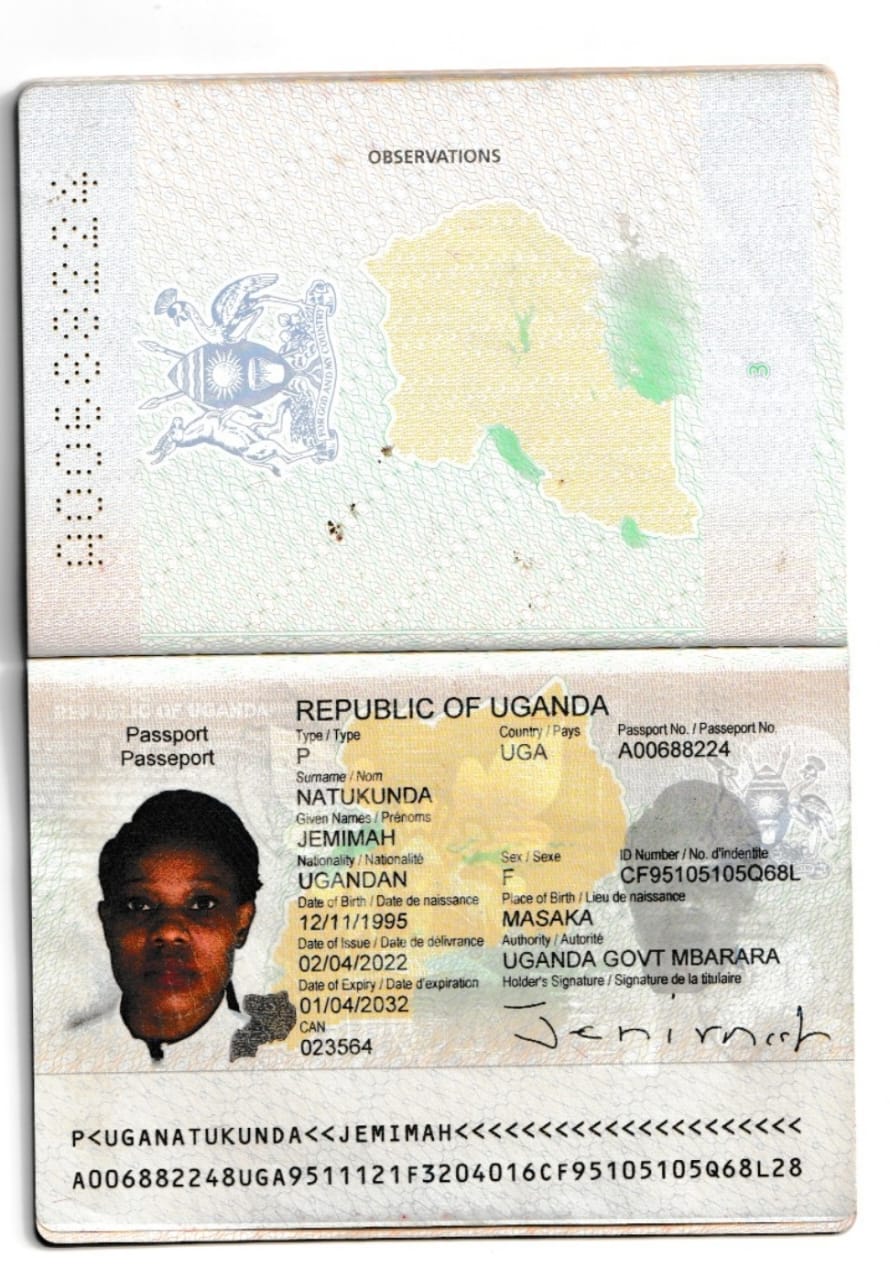 OBSERVATIONS
A00688224
FOR GOD AND MY COUNTRY
3
REPUBLIC OF UGANDA
REPUBLIC OF UGANDA
Passport
Passeport
Type / Type
P
Country / Pays
UGA
Passport No. / Passeport No.
A00688224
Surname / Nom
NATUKUNDA
Given Names / Prénoms
JEMIMAH
Nationality / Nationalité
UGANDAN
Sex / Sexe
F
ID Number / No. d'indentite
CF95105105Q68L
Date of Birth / Date de naissance
12/11/1995
Place of Birth / Lieu de naissance
MASAKA
Date of Issue / Date de délivrance
02/04/2022
Authority / Autorité
UGANDA GOVT MBARARA
Date of Expiry / Date d'expiration
01/04/2032
Holder's Signature / Signature de la titulaire
Jemimah
CAN
023564
P<UGANATUKUNDA<<JEMIMAH<<<<<<<<<<<<<<<<<<<<<
A006882248UGA9511121F3204016CF95105105Q68L28